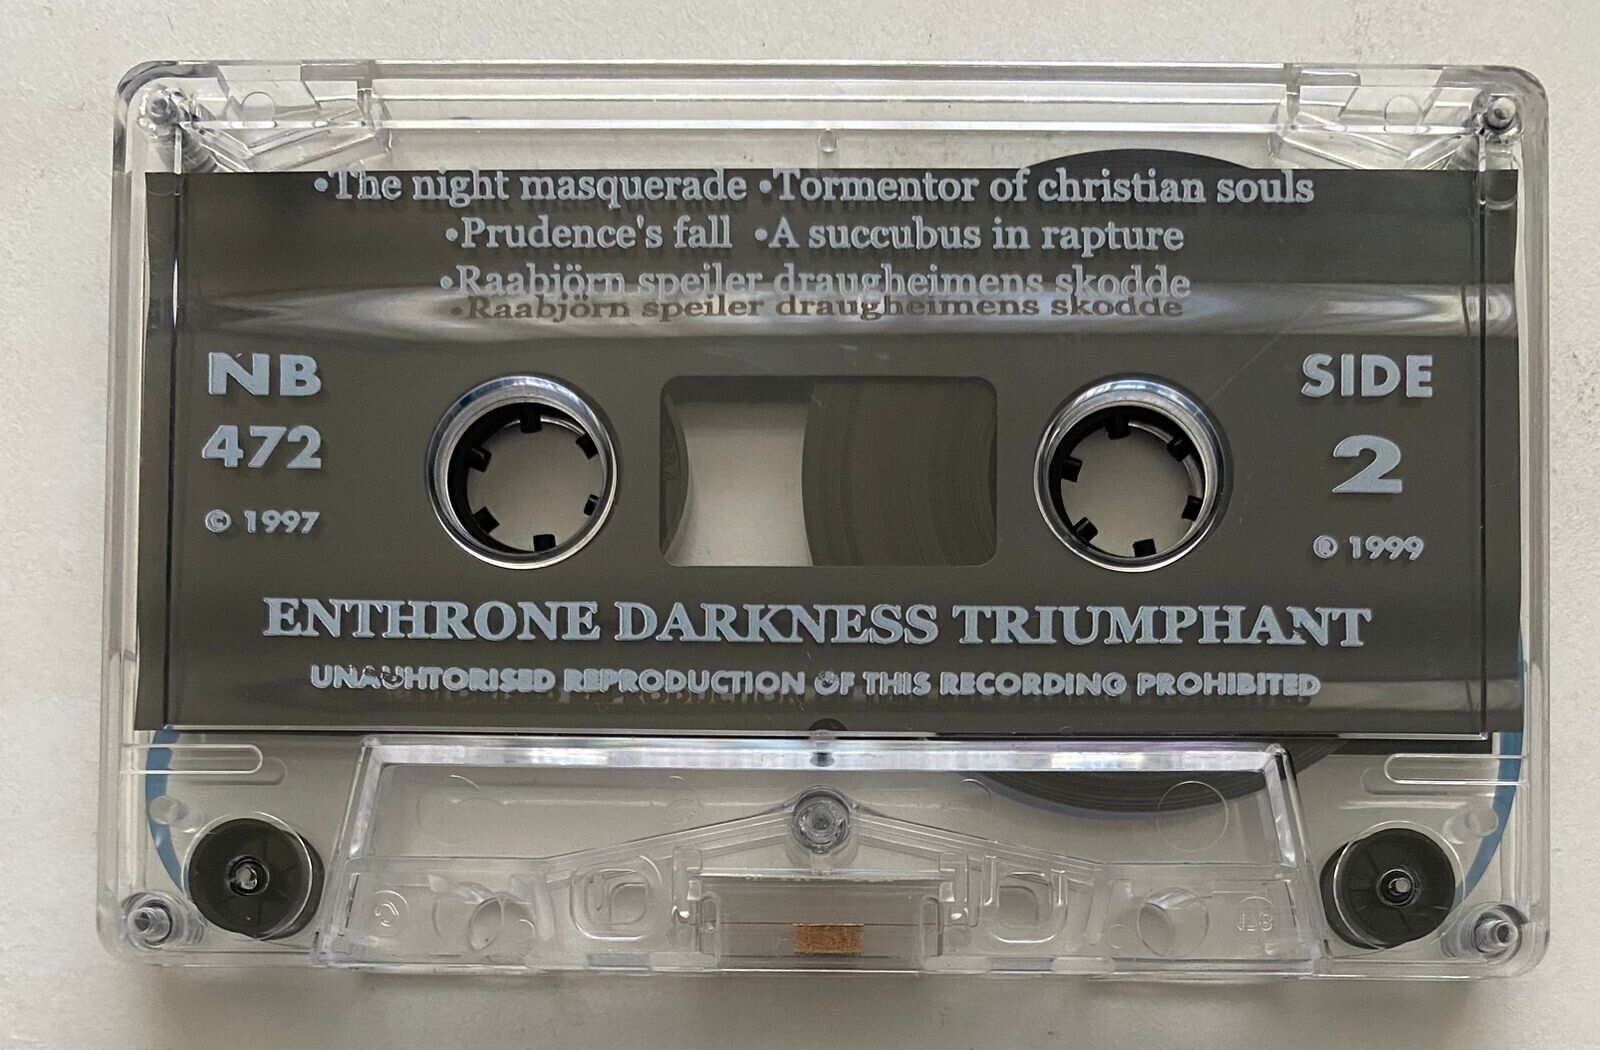 •The night masquerade •Tormentor of christian souls
•Prudence's fall •A succubus in rapture
•Raabjörn speiler draugheimens skodde
•Raabjörn speiler draugheimens skodde
NB
472
© 1997
SIDE
2
® 1999
ENTHRONE DARKNESS TRIUMPHANT
UNAUHTORISED REPRODUCTION OF THIS RECORDING PROHIBITED